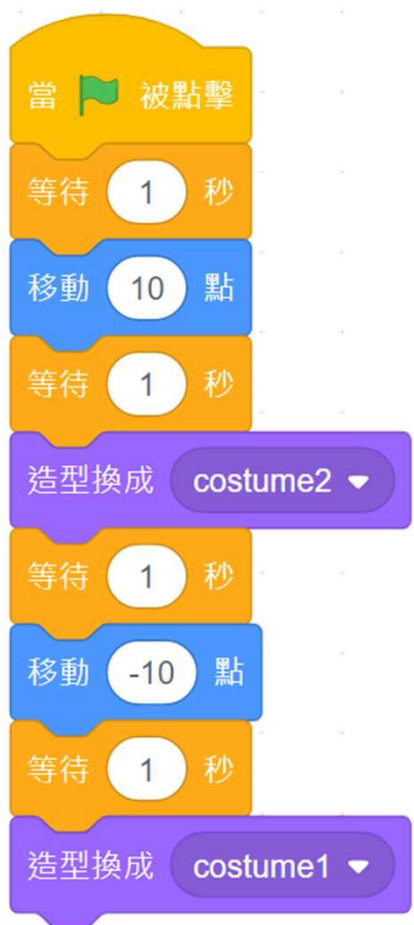 當 被點擊
等待 1 秒
移動 10 點
等待 1 秒
造型換成 costume2
等待 1 秒
移動 -10 點
等待 1 秒
造型換成 costume1